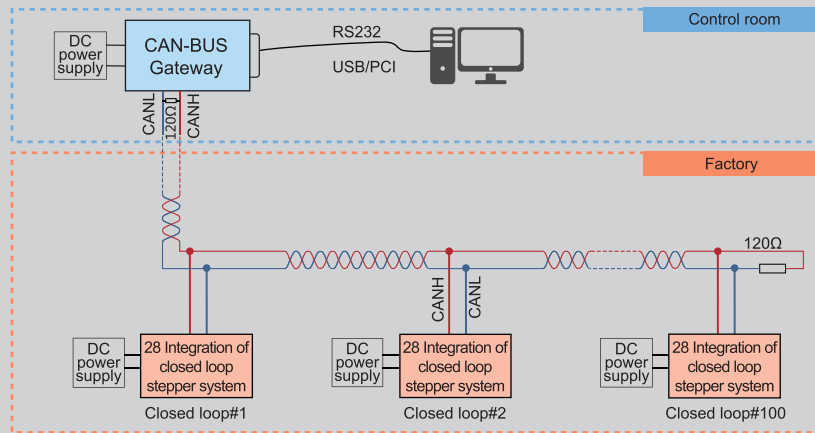 Control room
DC
power
supply
CAN-BUS
Gateway
RS232
USB/PCI
CANL
120Ω
CANH
Factory
120Ω
CANH
CANL
DC
power
supply
28 Integration of
closed loop
stepper system
Closed loop#1
DC
power
supply
28 Integration of
closed loop
stepper system
Closed loop#2
DC
power
supply
28 Integration of
closed loop
stepper system
Closed loop#100